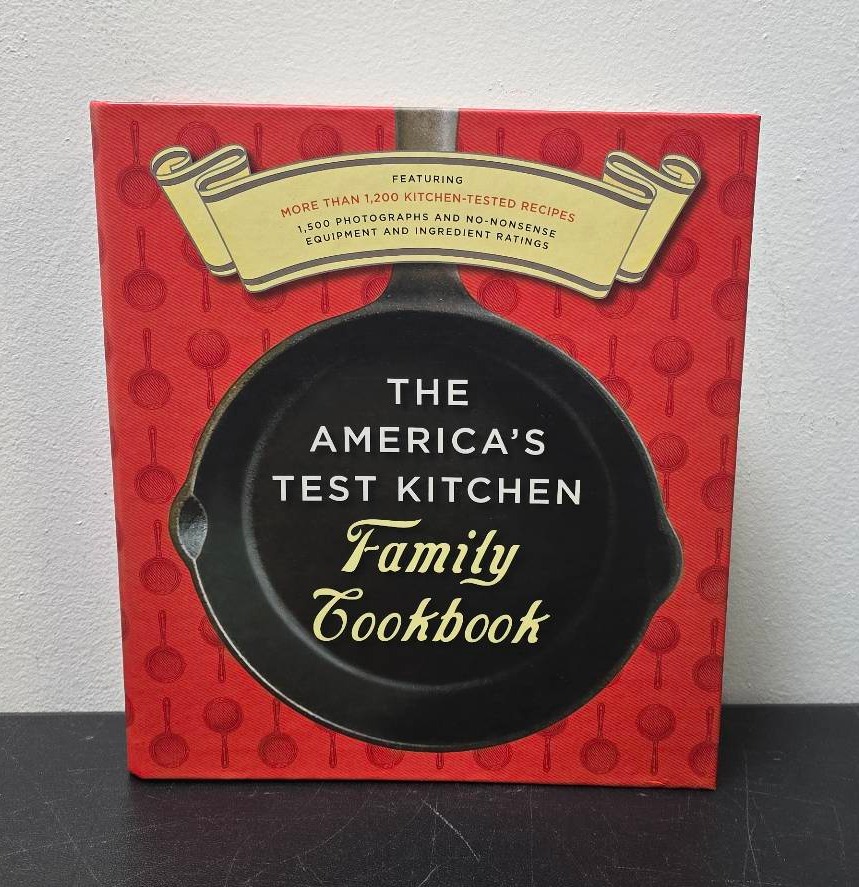 FEATURING
MORE THAN 1,200 KITCHEN-TESTED RECIPES
1,500 PHOTOGRAPHS AND NO-NONSENSE
EQUIPMENT AND INGREDIENT RATINGS
THE
AMERICA'S
TEST KITCHEN
Family
Cookbook